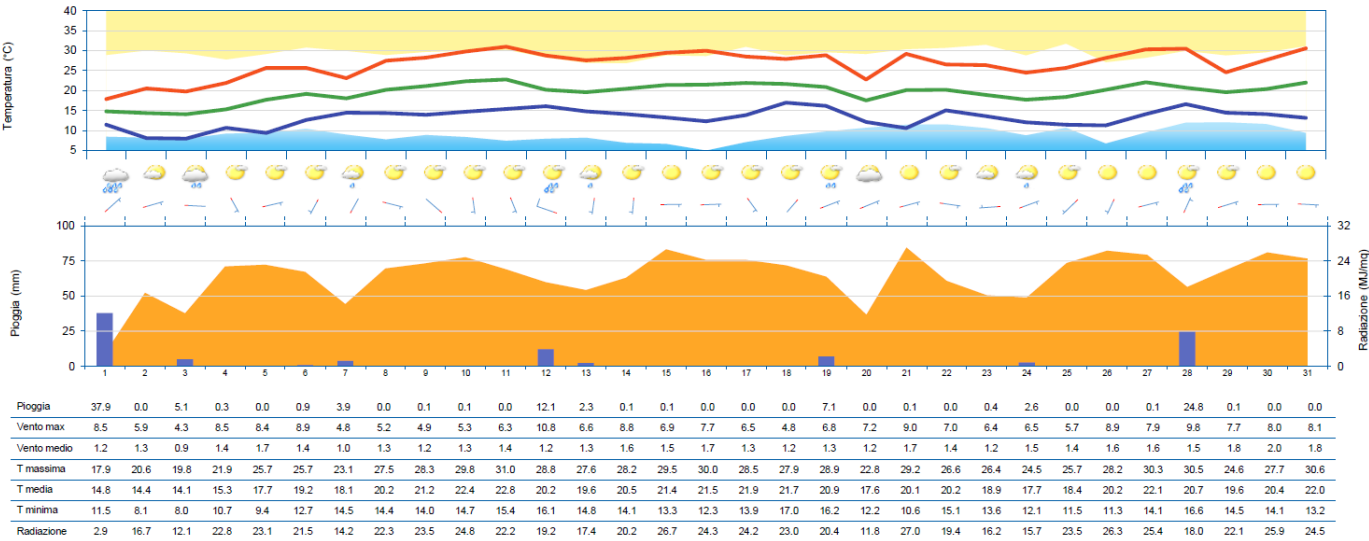 40
35
30
25
20
15
10
5
Temperatura (°C)
100
75
50
25
0
Pioggia (mm)
32
24
16
8
0
Radiazione (MJ/mq)
1 2 3 4 5 6 7 8 9 10 11 12 13 14 15 16 17 18 19 20 21 22 23 24 25 26 27 28 29 30 31
Pioggia 37.9 0.0 5.1 0.3 0.0 0.9 3.9 0.0 0.1 0.1 0.0 12.1 2.3 0.1 0.1 0.0 0.0 0.0 7.1 0.0 0.1 0.0 0.4 2.6 0.0 0.0 0.1 24.8 0.1 0.0 0.0
Vento max 8.5 5.9 4.3 8.5 8.4 8.9 4.8 5.2 4.9 5.3 6.3 10.8 6.6 8.8 6.9 7.7 6.5 4.8 6.8 7.2 9.0 7.0 6.4 6.5 5.7 8.9 7.9 9.8 7.7 8.0 8.1
Vento medio 1.2 1.3 0.9 1.4 1.7 1.4 1.0 1.3 1.2 1.3 1.4 1.2 1.3 1.6 1.5 1.7 1.3 1.2 1.3 1.2 1.7 1.4 1.2 1.5 1.4 1.6 1.6 1.5 1.8 2.0 1.8
T massima 17.9 20.6 19.8 21.9 25.7 25.7 23.1 27.5 28.3 29.8 31.0 28.8 27.6 28.2 29.5 30.0 28.5 27.9 28.9 22.8 29.2 26.6 26.4 24.5 25.7 28.2 30.3 30.5 24.6 27.7 30.6
T media 14.8 14.4 14.1 15.3 17.7 19.2 18.1 20.2 21.2 22.4 22.8 20.2 19.6 20.5 21.4 21.5 21.9 21.7 20.9 17.6 20.1 20.2 18.9 17.7 18.4 20.2 22.1 20.7 19.6 20.4 22.0
T minima 11.5 8.1 8.0 10.7 9.4 12.7 14.5 14.4 14.0 14.7 15.4 16.1 14.8 14.1 13.3 12.3 13.9 17.0 16.2 12.2 10.6 15.1 13.6 12.1 11.5 11.3 14.1 16.6 14.5 14.1 13.2
Radiazione 2.9 16.7 12.1 22.8 23.1 21.5 14.2 22.3 23.5 24.8 22.2 19.2 17.4 20.2 26.7 24.3 24.2 23.0 20.4 11.8 27.0 19.4 16.2 15.7 23.5 26.3 25.4 18.0 22.1 25.9 24.5